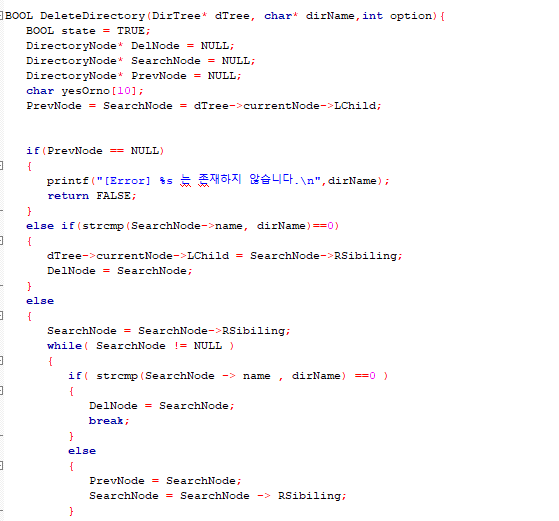 BOOL DeleteDirectory(DirTree* dTree, char* dirName,int option){
BOOL state = TRUE;
DirectoryNode* DelNode = NULL;
DirectoryNode* SearchNode = NULL;
DirectoryNode* PrevNode = NULL;
char yesOrno[10];
PrevNode = SearchNode = dTree->currentNode->LChild;
if(PrevNode == NULL)
{
printf("[Error] %s 는 존재하지 않습니다.\n",dirName);
return FALSE;
}
else if(strcmp(SearchNode->name, dirName)==0)
{
dTree->currentNode->LChild = SearchNode->RSibiling;
DelNode = SearchNode;
}
else
{
SearchNode = SearchNode->RSibiling;
while( SearchNode != NULL )
{
if( strcmp(SearchNode -> name , dirName) ==0 )
{
DelNode = SearchNode;
break;
}
else
{
PrevNode = SearchNode;
SearchNode = SearchNode -> RSibiling;
}